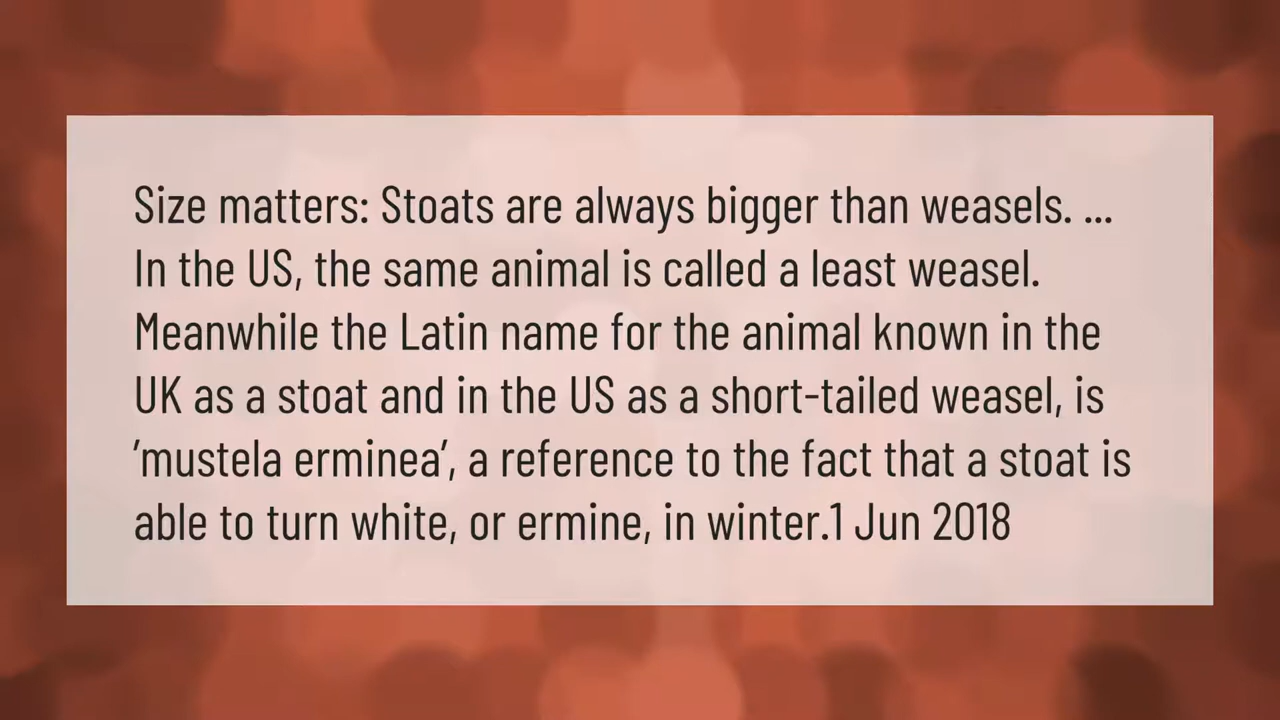 Size matters: Stoats are always bigger than weasels. ...
In the US, the same animal is called a least weasel.
Meanwhile the Latin name for the animal known in the
UK as a stoat and in the US as a short-tailed weasel, is
'mustela erminea', a reference to the fact that a stoat is
able to turn white, or ermine, in winter.1 Jun 2018